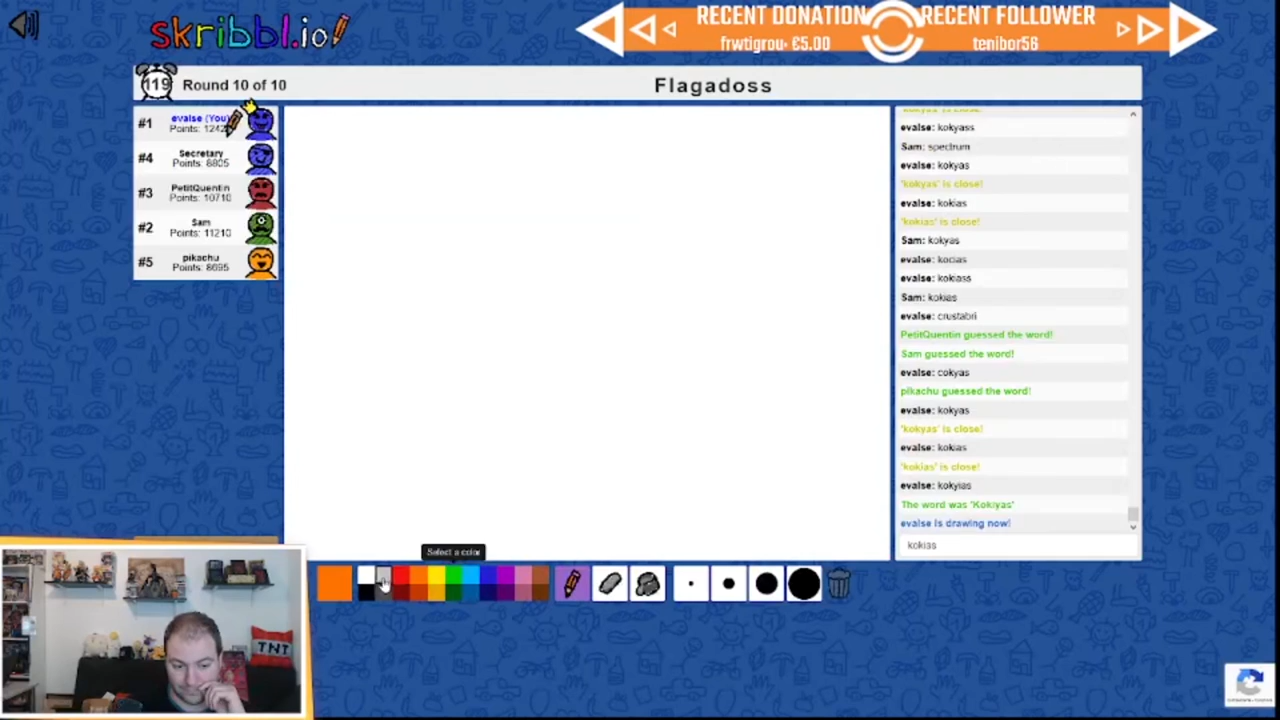 skribbl.io
RECENT DONATION
frwtigrou- €5.00
RECENT FOLLOWER
tenibor56
119
Round 10 of 10
Flagadoss
#1
evalse (You)
Points: 1242
#4
Secretary
Points: 8805
#3
PetitQuentin
Points: 10710
#2
Sam
Points: 11210
#5
pikachu
Points: 8695
'kokyas' is close!
evalse: kokyass
Sam: spectrum
evalse: kokyas
'kokyas' is close!
evalse: kokias
'kokias' is close!
Sam: kokyas
evalse: kocias
evalse: kokiass
Sam: kokias
evalse: crustabri
PetitQuentin guessed the word!
Sam guessed the word!
evalse: cokyas
pikachu guessed the word!
evalse: kokyas
'kokyas' is close!
evalse: kokias
'kokias' is close!
evalse: kokyias
The word was 'Kokiyas'
evalse is drawing now!
kokias
Select a color
TNT